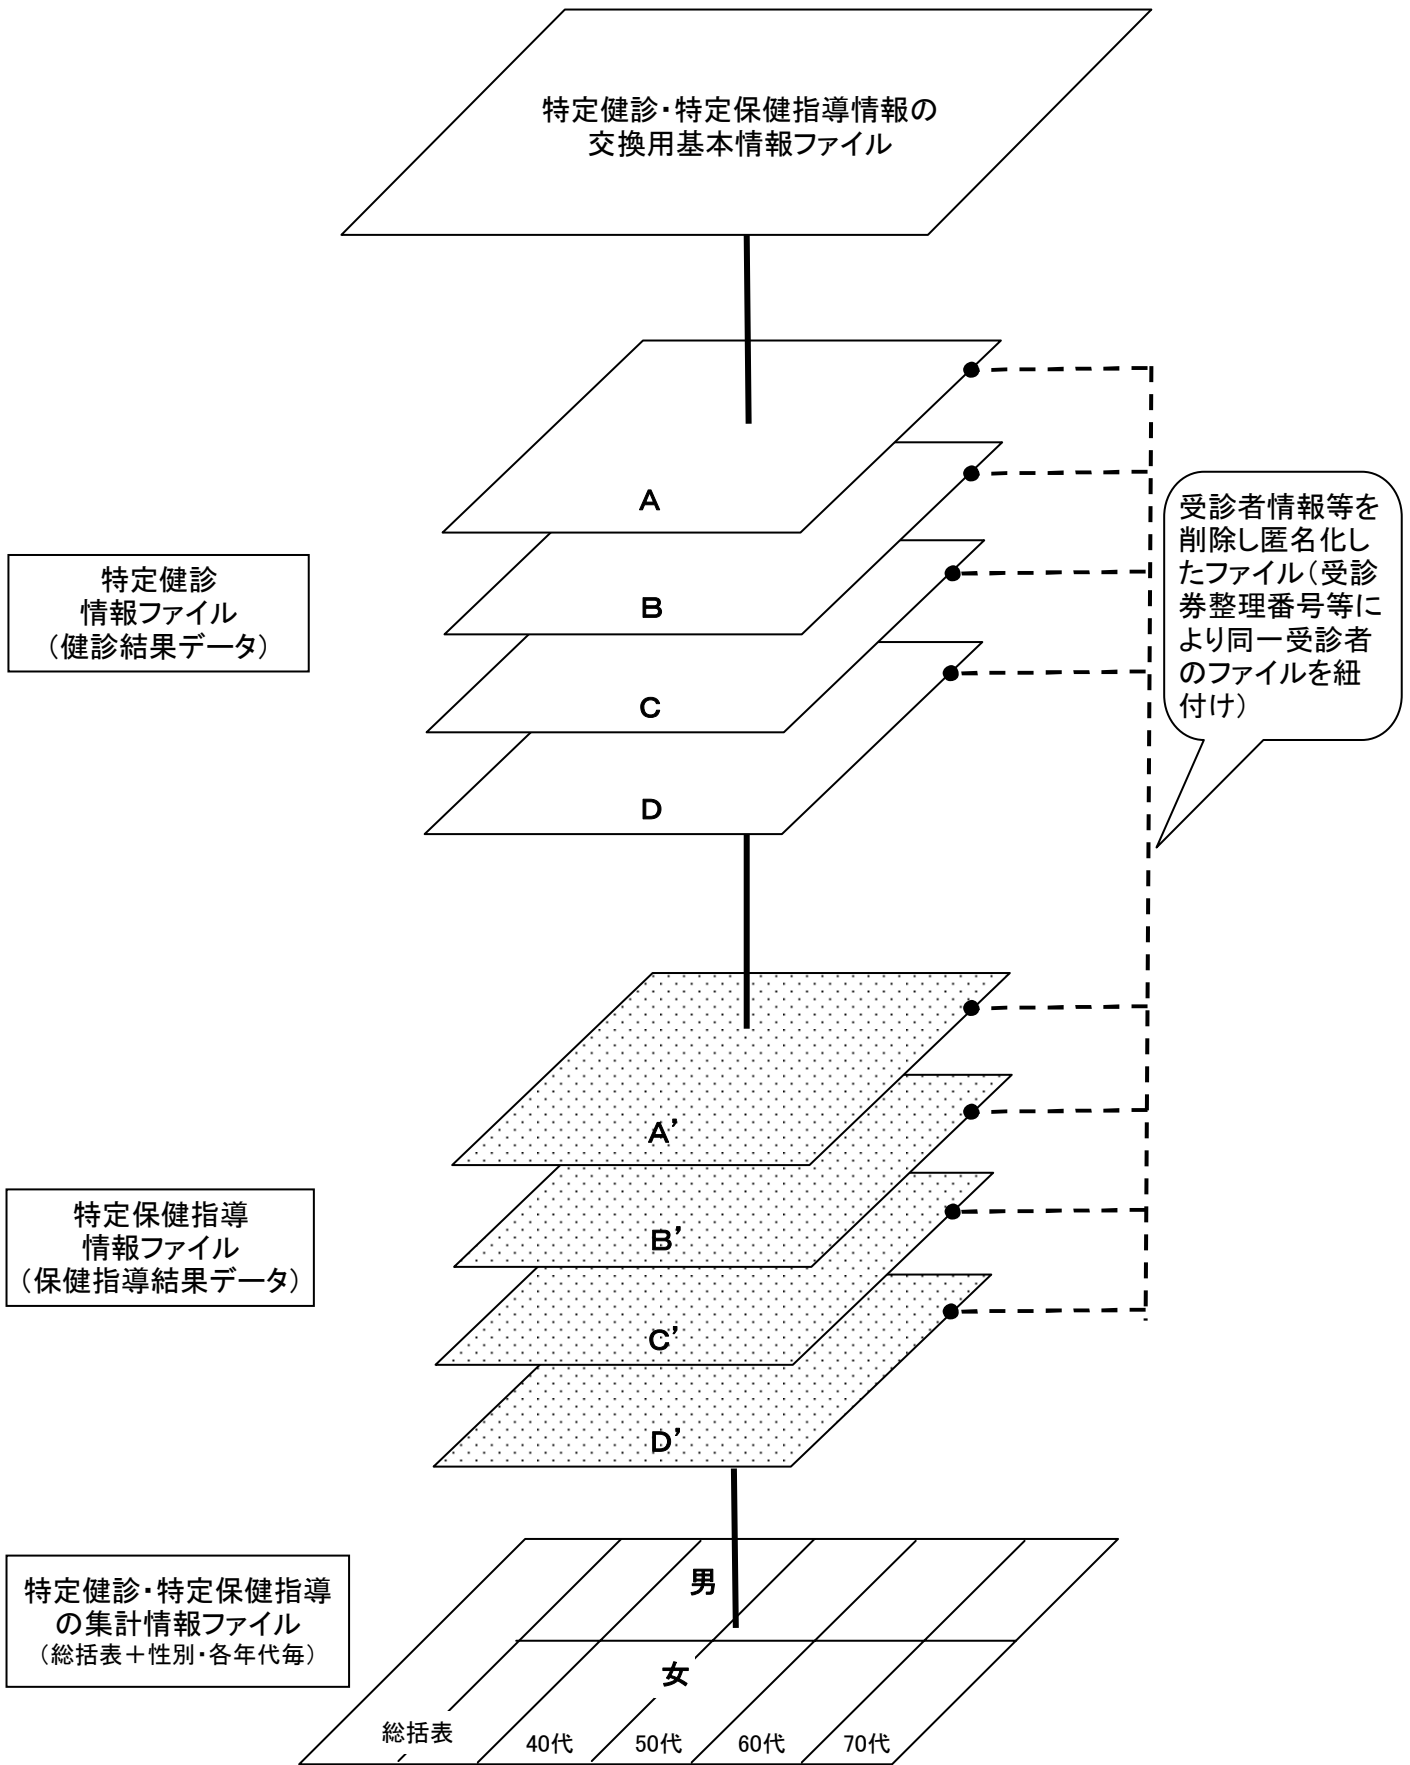 特定健診・特定保健指導情報の
交換用基本情報ファイル
A
B
C
D
特定健診
情報ファイル
（健診結果データ）
受診者情報等を
削除し匿名化し
たファイル（受診
券整理番号等に
より同一受診者
のファイルを紐
付け）
A’
B’
C’
D’
特定保健指導
情報ファイル
（保健指導結果データ）
特定健診・特定保健指導
の集計情報ファイル
（総括表＋性別・各年代毎）
男
女
総括表
40代
50代
60代
70代